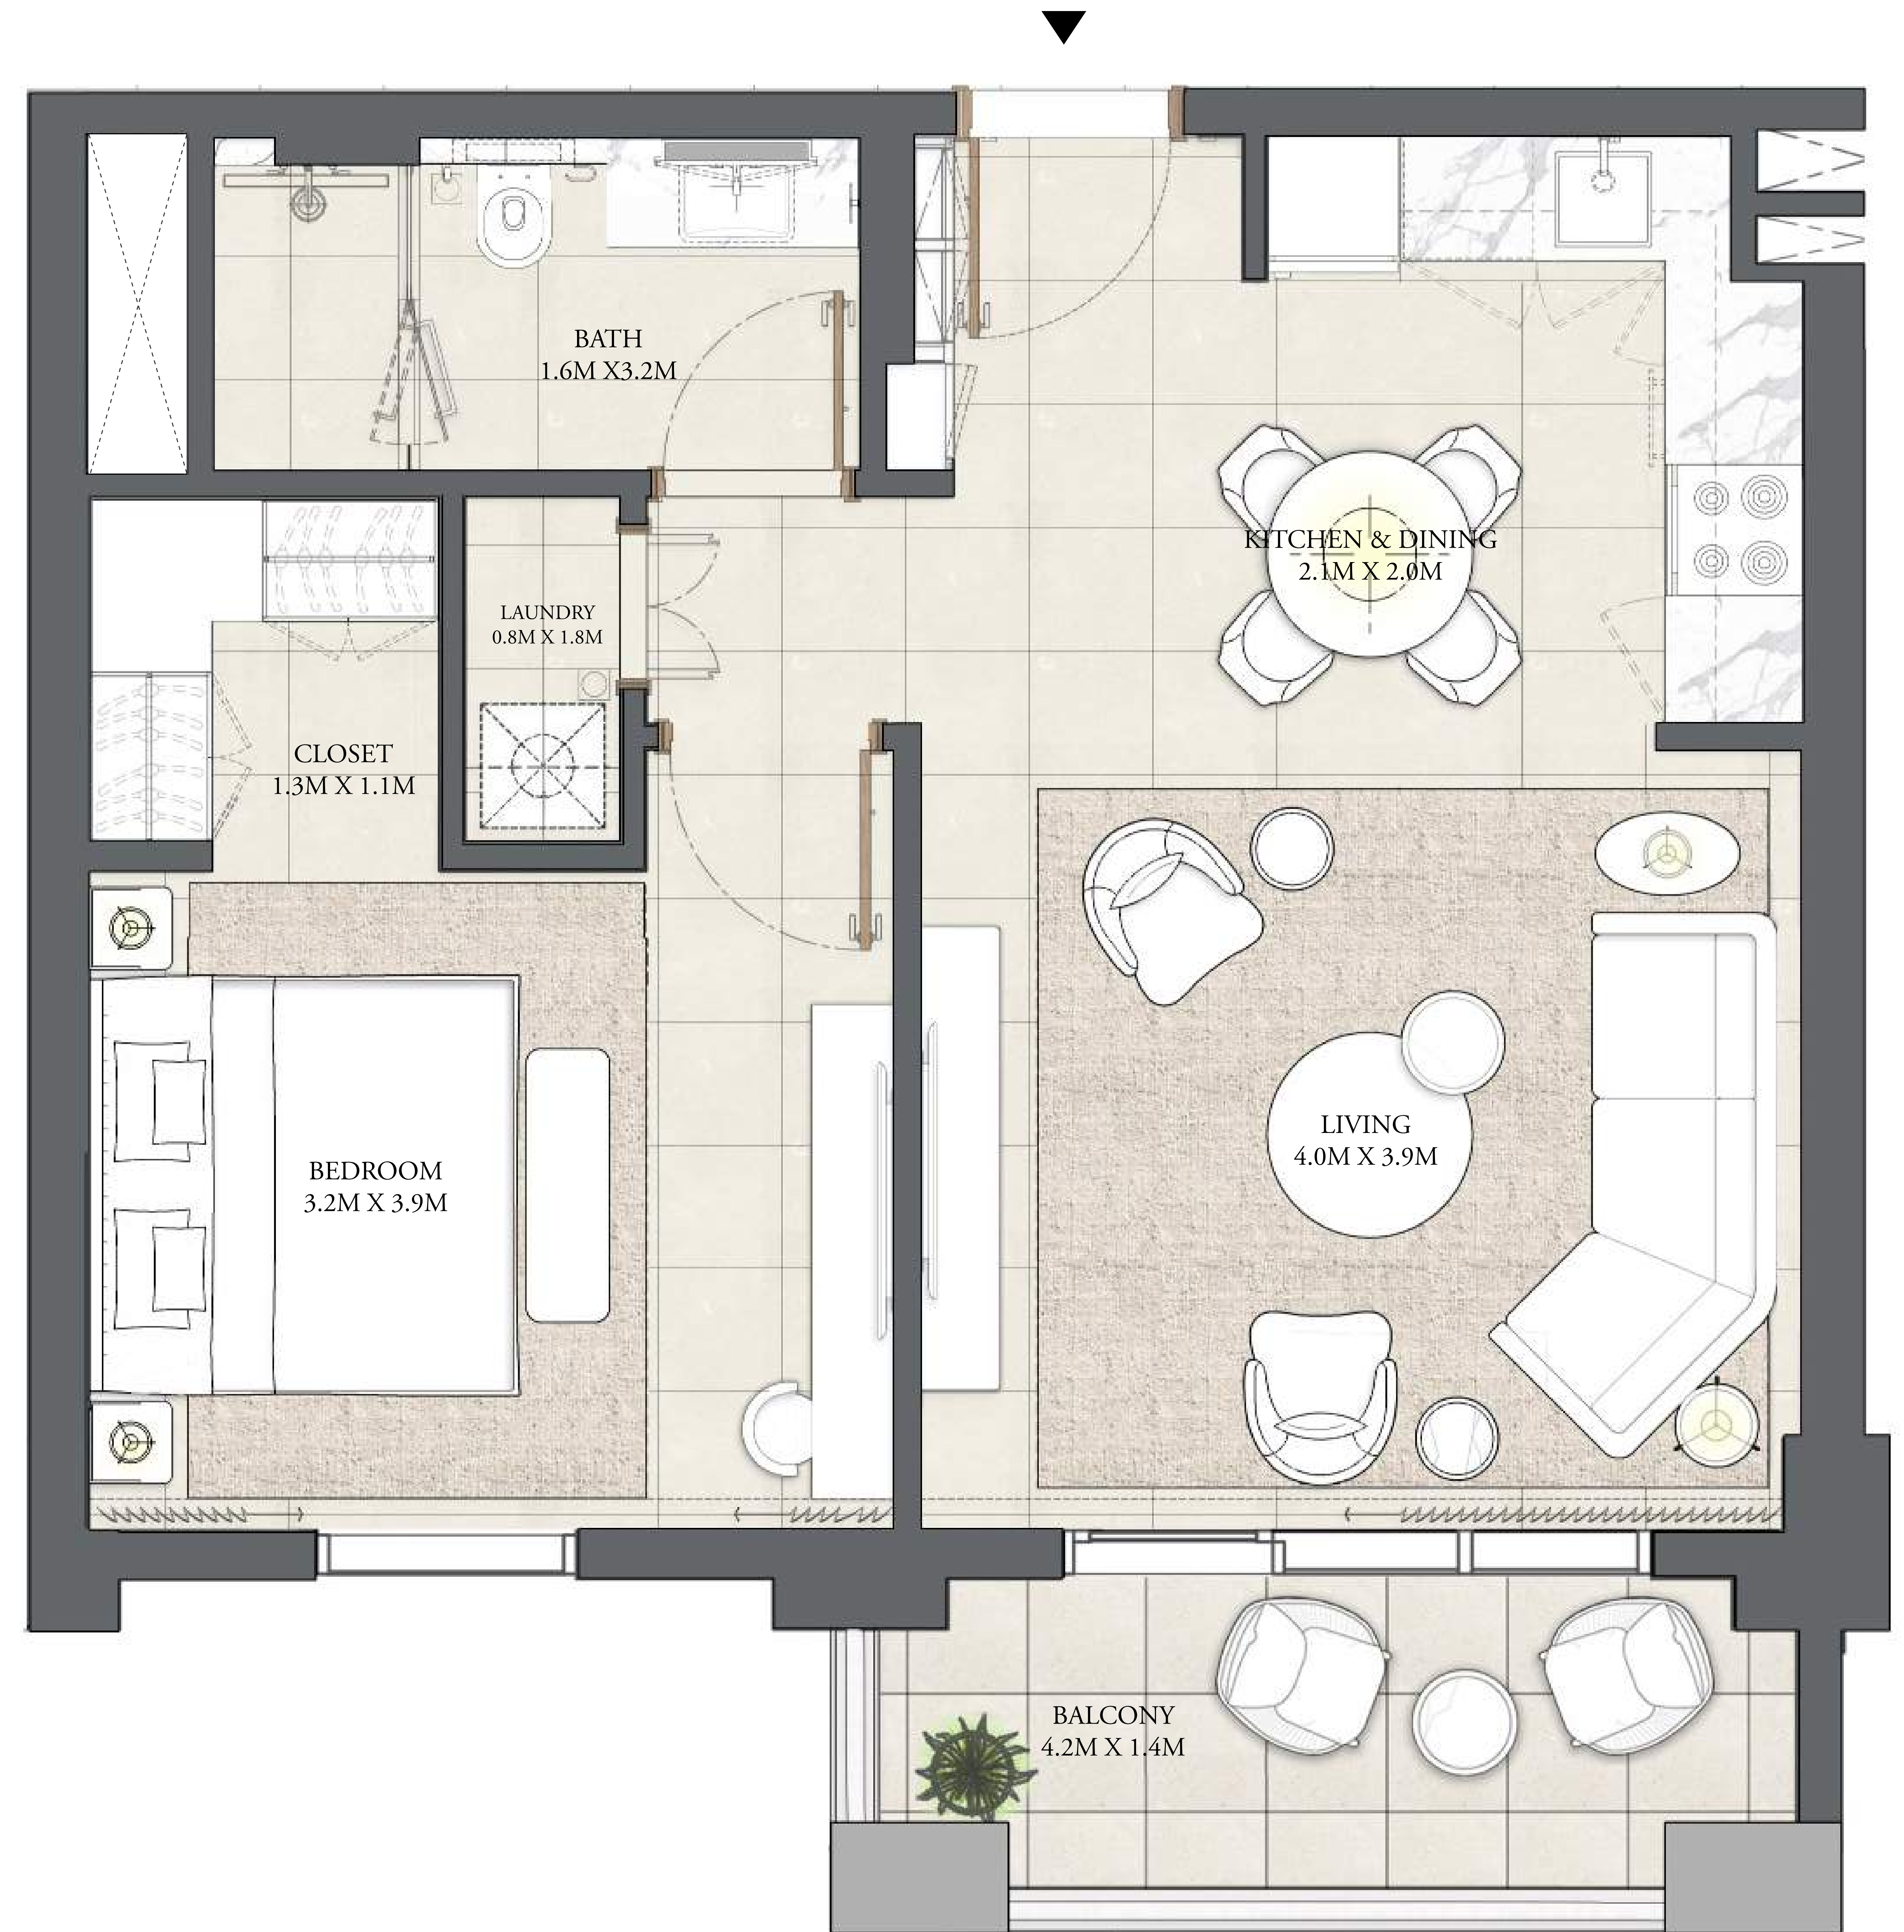 BATH
1.6M X3.2M
KITCHEN & DINING
2.1M X 2.0M
LAUNDRY
0.8M X 1.8M
CLOSET
1.3M X 1.1M
LIVING
4.0M X 3.9M
BEDROOM
3.2M X 3.9M
BALCONY
4.2M X 1.4M